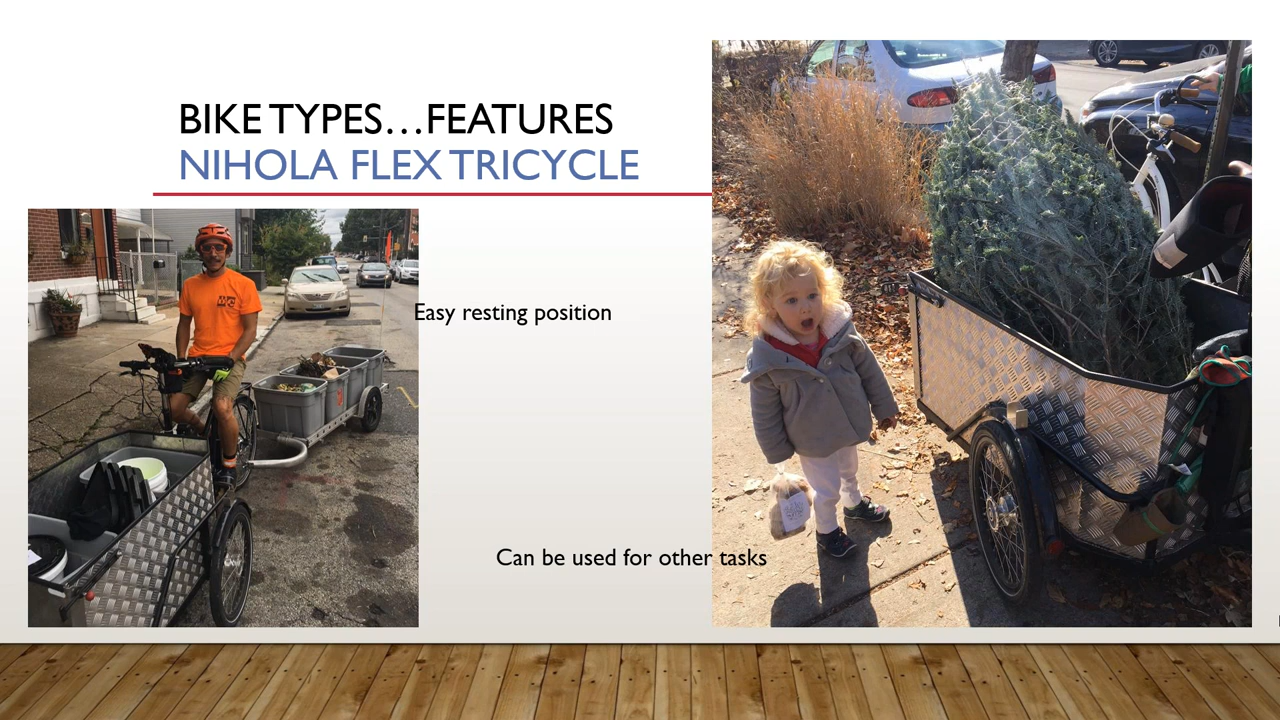 BIKE TYPES…FEATURES
NIHOLA FLEX TRICYCLE
Easy resting position
Can be used for other tasks